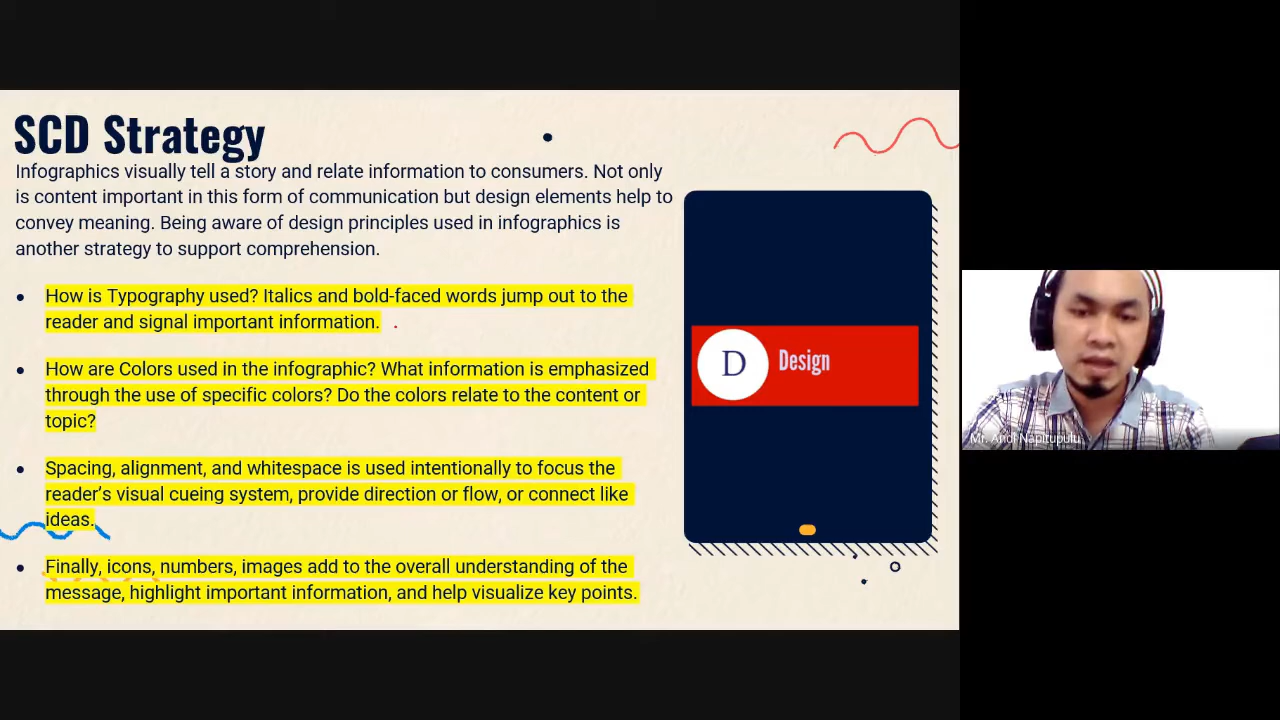 SCD Strategy
Infographics visually tell a story and relate information to consumers. Not only
is content important in this form of communication but design elements help to
convey meaning. Being aware of design principles used in infographics is
another strategy to support comprehension.
● How is Typography used? Italics and bold-faced words jump out to the
reader and signal important information.
● How are Colors used in the infographic? What information is emphasized
through the use of specific colors? Do the colors relate to the content or
topic?
● Spacing, alignment, and whitespace is used intentionally to focus the
reader's visual cueing system, provide direction or flow, or connect like
ideas.
● Finally, icons, numbers, images add to the overall understanding of the
message, highlight important information, and help visualize key points.
D Design
Mr. Andi Napitupulu